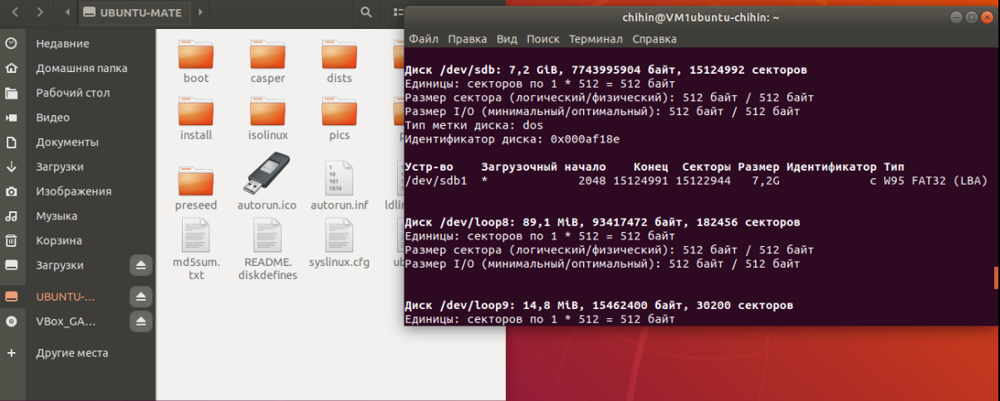 UBUNTU-MATE
Недавние
Домашняя папка
Рабочий стол
Видео
Документы
Загрузки
Изображения
Музыка
Корзина
Загрузки
UBUNTU-...
VBox_GA...
Другие места
boot
casper
dists
install
isolinux
pics
preseed
autorun.ico
autorun.inf
md5sum.
txt
README.
diskdefines
syslinux.cfg
chihin@VM1ubuntu-chihin: ~
Файл Правка Вид Поиск Терминал Справка
Диск /dev/sdb: 7,2 GiB, 7743995904 байт, 15124992 секторов
Единицы: секторов по 1 * 512 = 512 байт
Размер сектора (логический/физический): 512 байт / 512 байт
Размер I/O (минимальный/оптимальный): 512 байт / 512 байт
Тип метки диска: dos
Идентификатор диска: 0x000af18e
Устр-во Загрузочный начало Конец Секторы Размер Идентификатор Тип
/dev/sdb1 * 2048 15124991 15122944 7,2G c W95 FAT32 (LBA)
Диск /dev/loop8: 89,1 MiB, 93417472 байт, 182456 секторов
Единицы: секторов по 1 * 512 = 512 байт
Размер сектора (логический/физический): 512 байт / 512 байт
Размер I/O (минимальный/оптимальный): 512 байт / 512 байт
Диск /dev/loop9: 14,8 MiB, 15462400 байт, 30200 секторов
Единицы: секторов по 1 * 512 = 512 байт